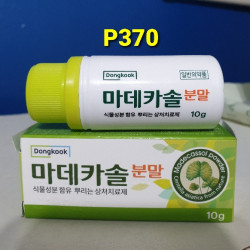 P370
Dongkook
일반의약품
마데카솔
분말
식물성분 함유 뿌리는 상처치료제
10g
Dongkook
마데카솔 분말
식물성분 함유 뿌리는 상처치료제
Madecassol powder
10g